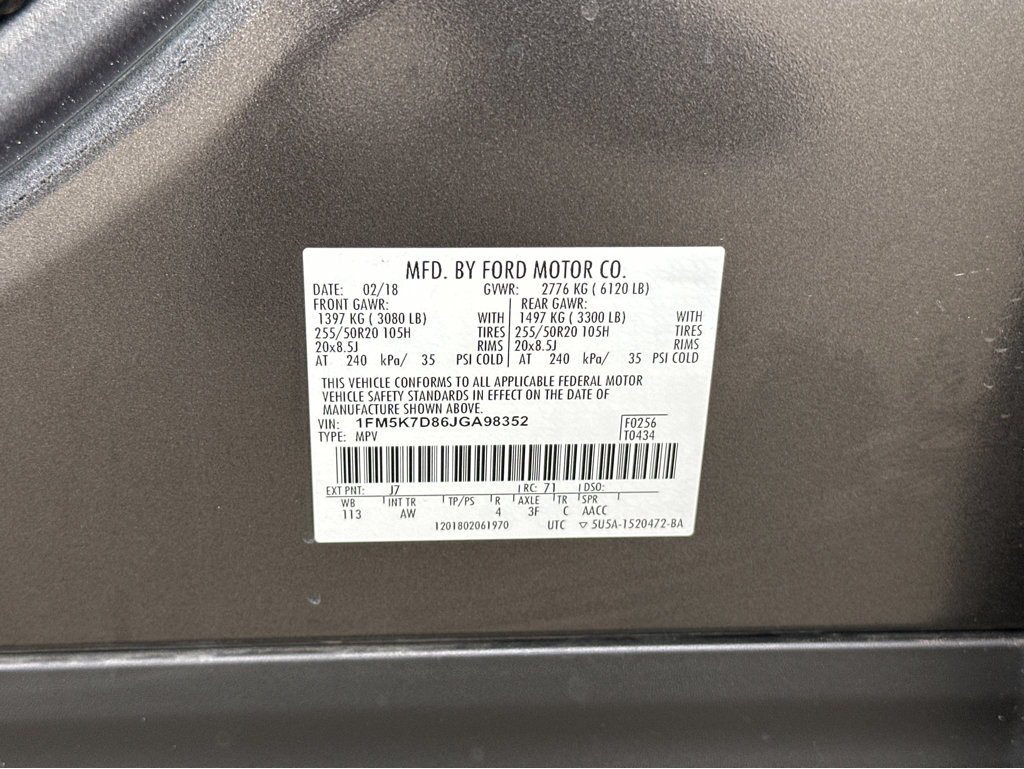 MFD. BY FORD MOTOR CO.
DATE: 02/18 GVWR: 2776 KG ( 6120 LB)
FRONT GAWR: REAR GAWR:
1397 KG ( 3080 LB) WITH 1497 KG ( 3300 LB) WITH
255/50R20 105H TIRES 255/50R20 105H TIRES
20x8.5J RIMS 20x8.5J RIMS
AT 240 kPa/ 35 PSI COLD AT 240 kPa/ 35 PSI COLD
THIS VEHICLE CONFORMS TO ALL APPLICABLE FEDERAL MOTOR
VEHICLE SAFETY STANDARDS IN EFFECT ON THE DATE OF
MANUFACTURE SHOWN ABOVE.
VIN: 1FM5K7D86JGA98352 F0256
TYPE: MPV T0434
EXT PNT: J7 RC: 71 DSO:
WB INT TR TP/PS R AXLE TR SPR
113 AW 4 3F C AACC
1201802061970 UTC ▽ 5U5A-1520472-BA